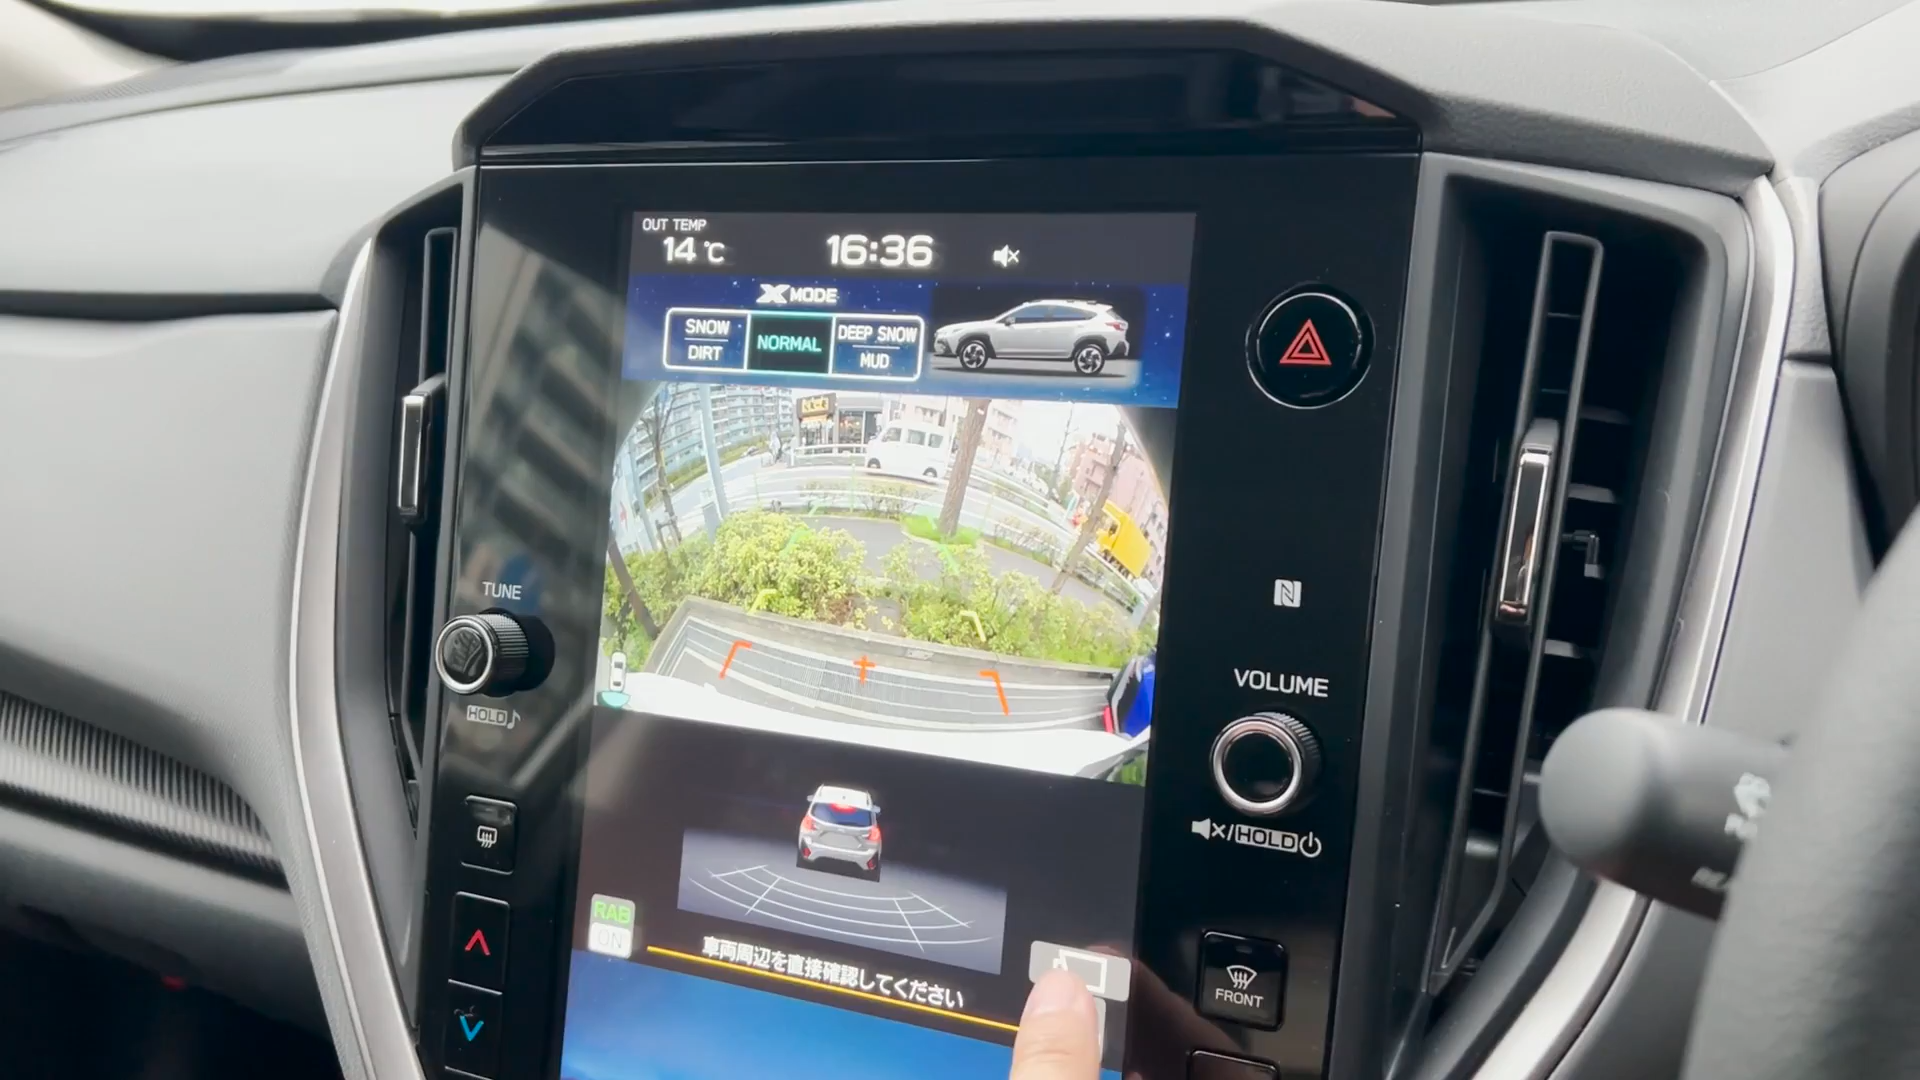 OUT TEMP
14 ℃
16:36
X MODE
SNOW
DIRT
NORMAL
DEEP SNOW
MUD
TUNE
HOLD♪
VOLUME
/HOLD
RAB
ON
車両周辺を直接確認してください
FRONT